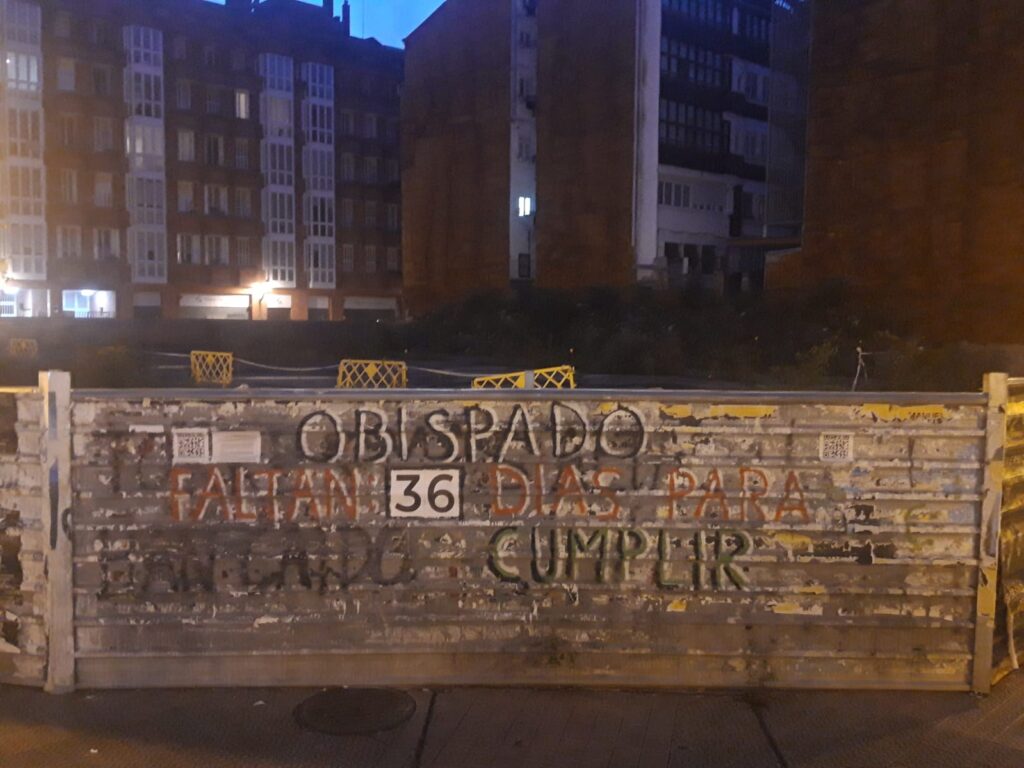 OBISPADO
FALTAN: 36 DIAS PARA
CUMPLIR